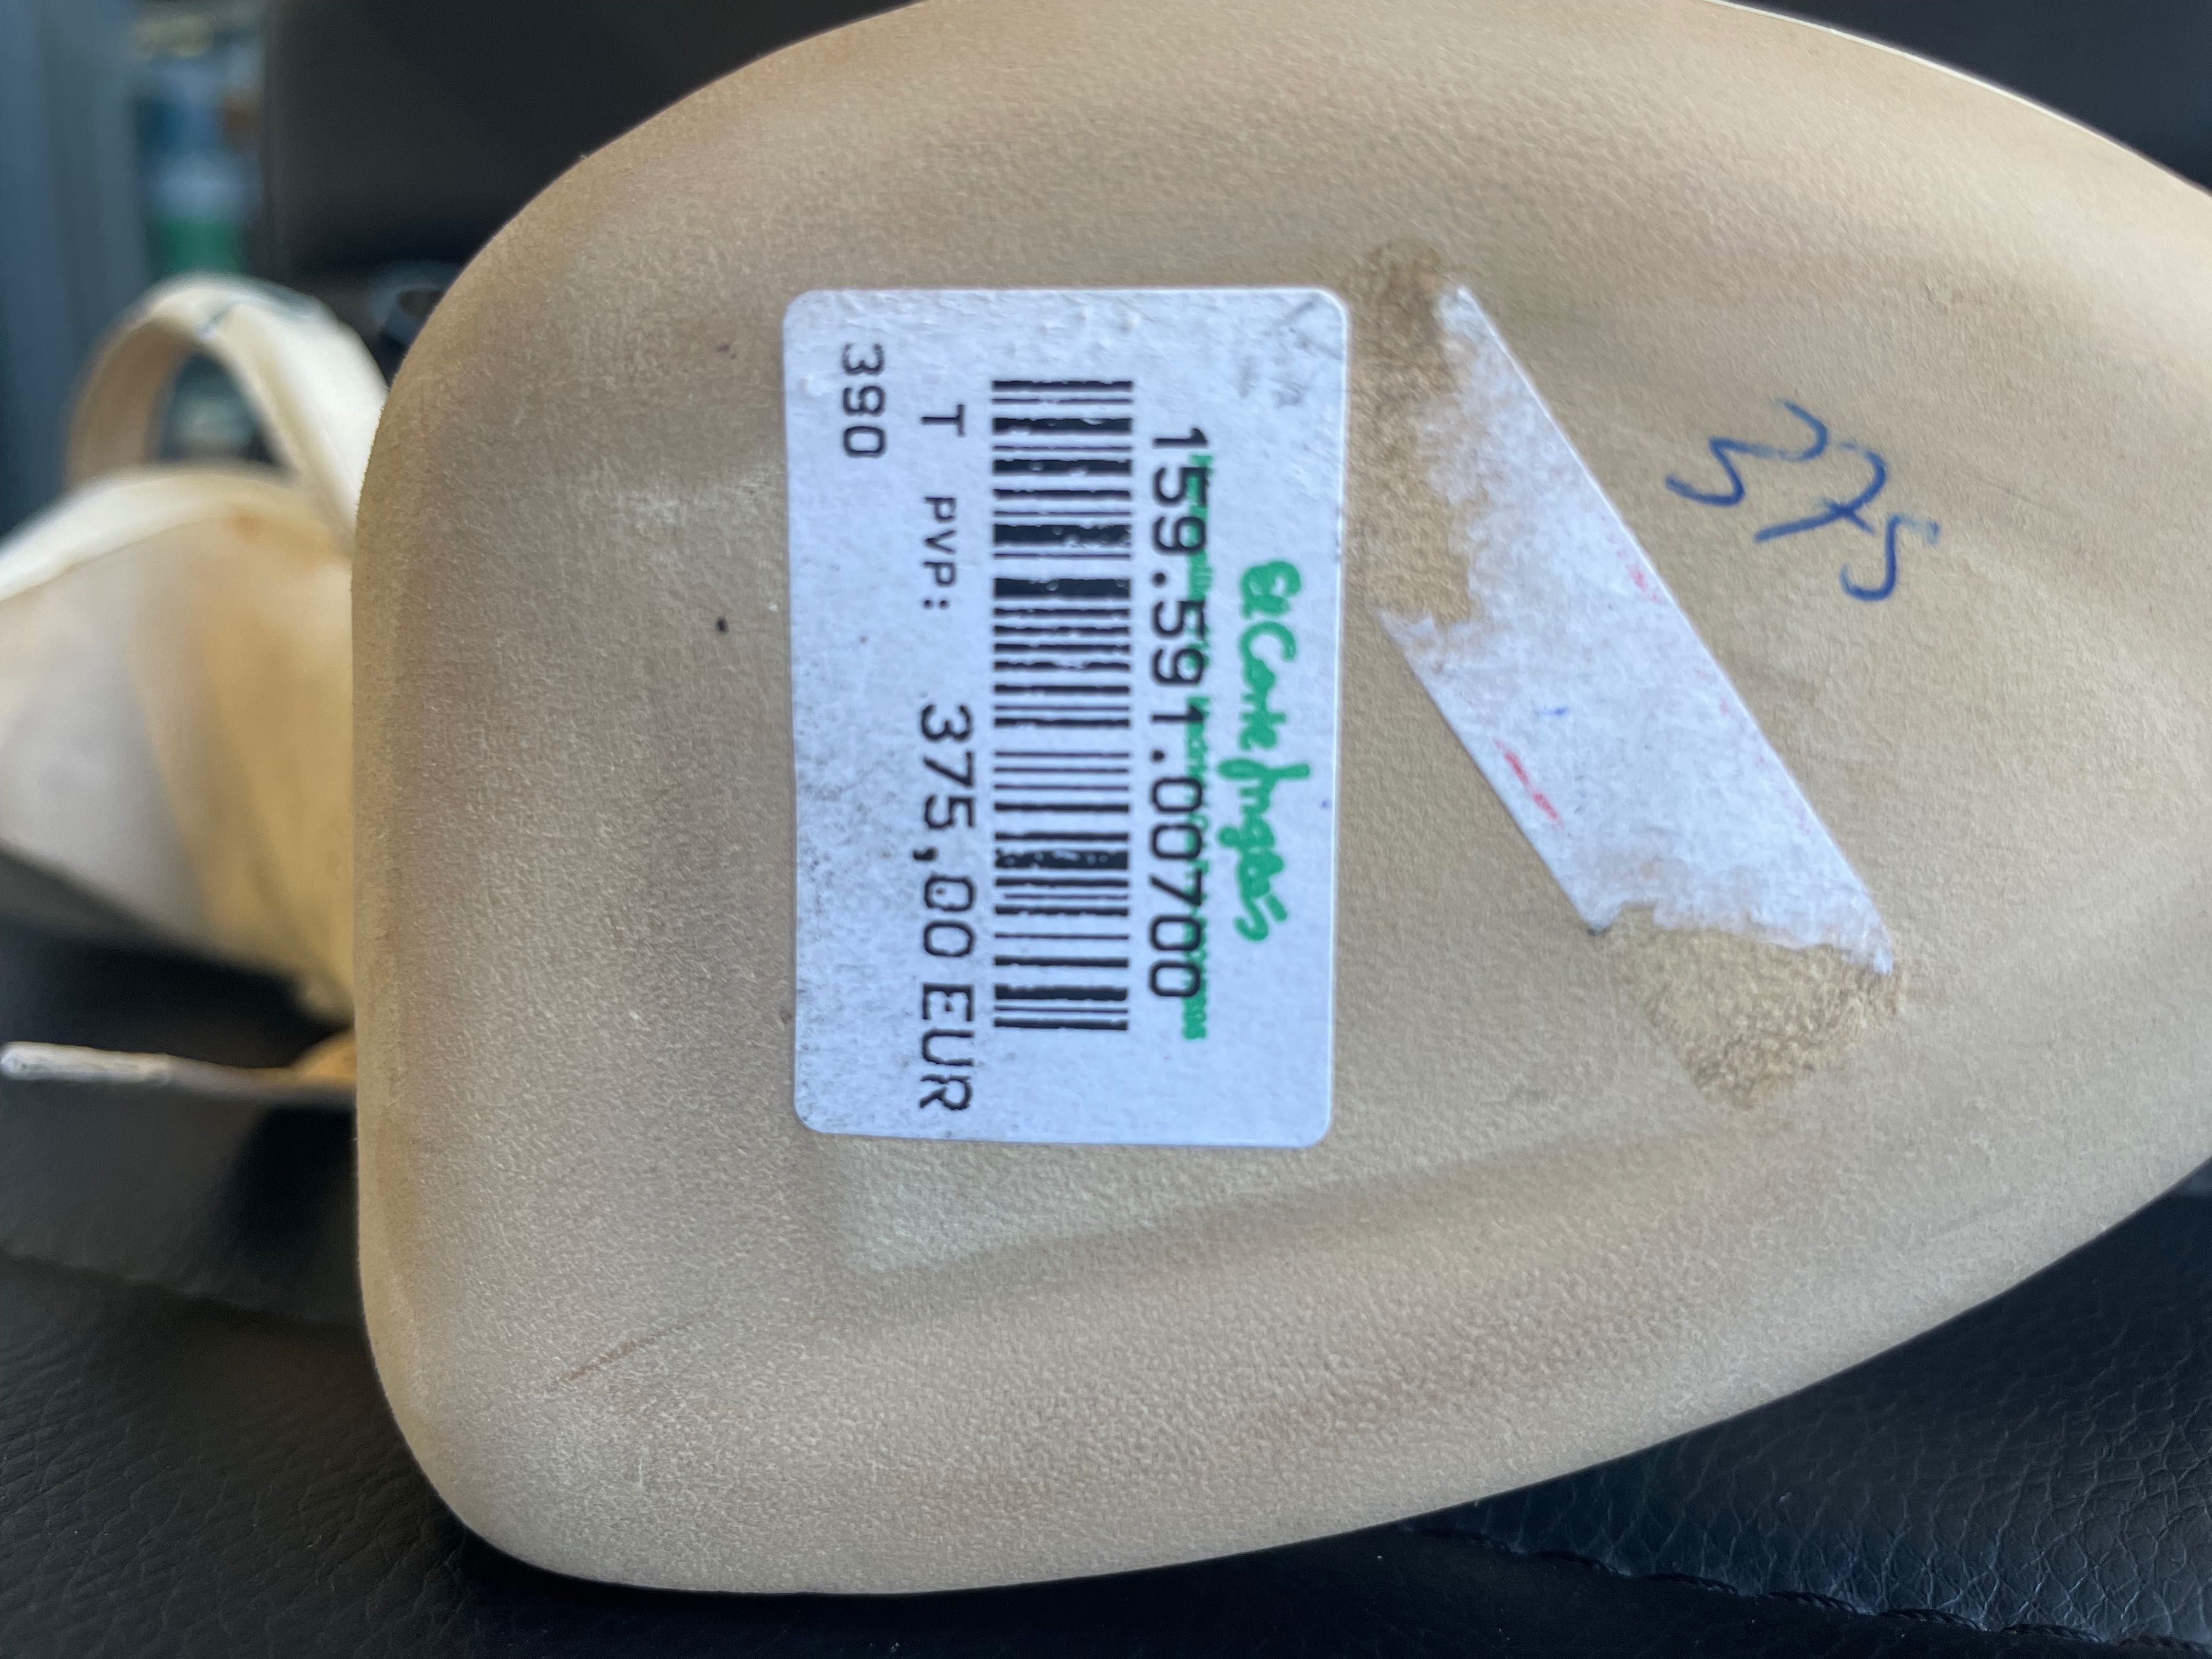 El Corte Inglés
159.591.00700
T PVP: 375,00 EUR
390
375